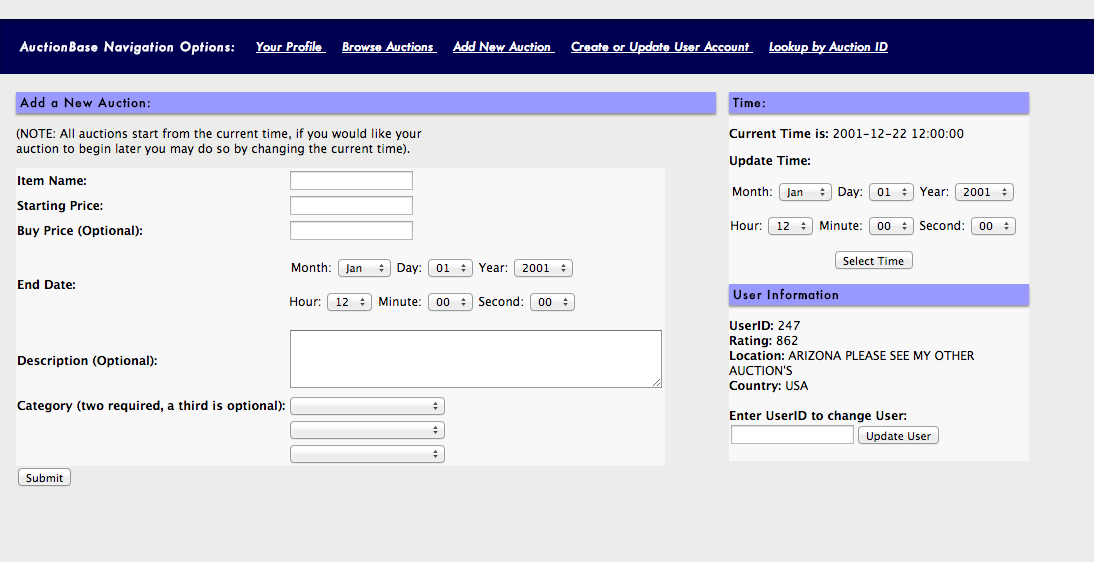 AuctionBase Navigation Options: Your Profile Browse Auctions Add New Auction Create or Update User Account Lookup by Auction ID
Add a New Auction:
(NOTE: All auctions start from the current time, if you would like your
auction to begin later you may do so by changing the current time).
Item Name:
Starting Price:
Buy Price (Optional):
End Date:
Month: Jan Day: 01 Year: 2001
Hour: 12 Minute: 00 Second: 00
Description (Optional):
Category (two required, a third is optional):
Submit
Time:
Current Time is: 2001-12-22 12:00:00
Update Time:
Month: Jan Day: 01 Year: 2001
Hour: 12 Minute: 00 Second: 00
Select Time
User Information
UserID: 247
Rating: 862
Location: ARIZONA PLEASE SEE MY OTHER
AUCTION'S
Country: USA
Enter UserID to change User:
Update User